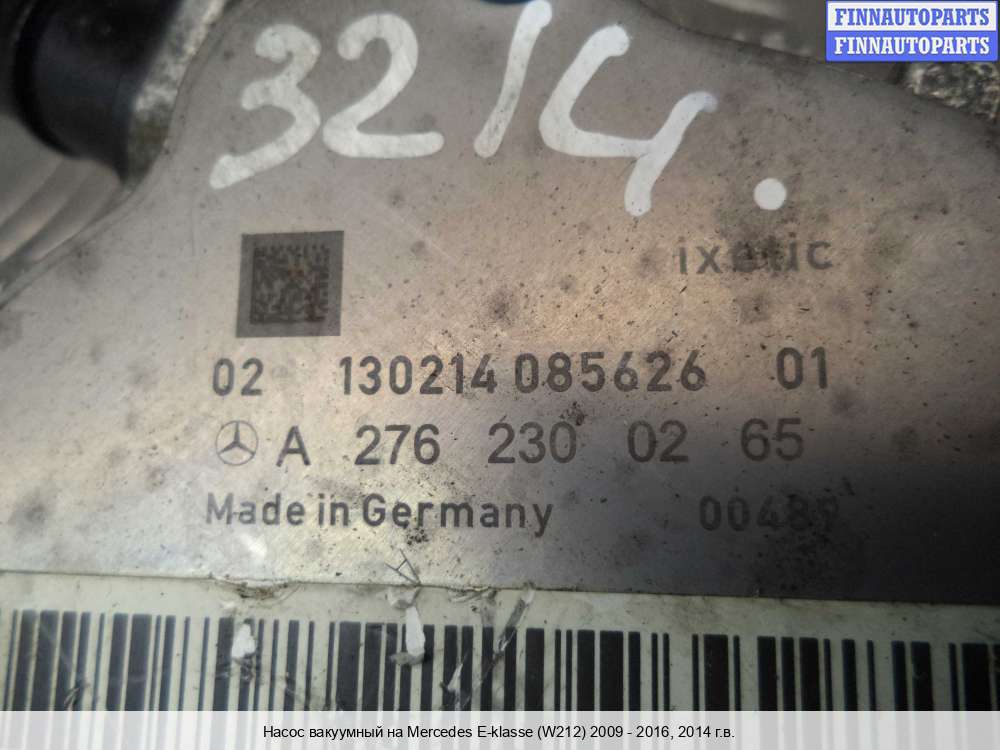 FINNAUTOPARTS
FINNAUTOPARTS
3214.
ixetic
02 130214 085626 01
A 276 230 02 65
Made in Germany 00489
Насос вакуумный на Mercedes E-klasse (W212) 2009 - 2016, 2014 г.в.